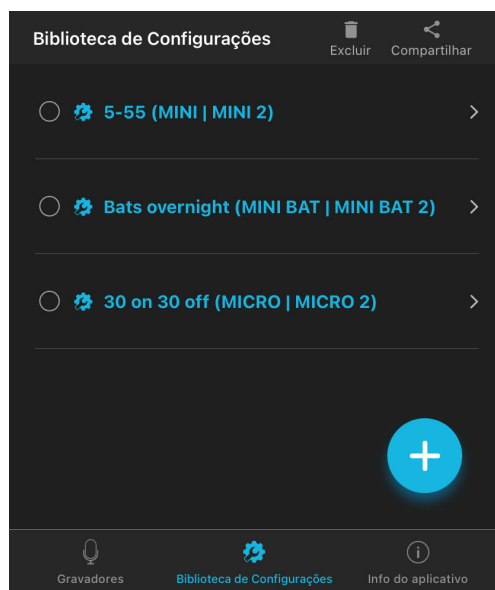 Biblioteca de Configurações
Excluir
Compartilhar
5-55 (MINI | MINI 2)
Bats overnight (MINI BAT | MINI BAT 2)
30 on 30 off (MICRO | MICRO 2)
Gravadores
Biblioteca de Configurações
Info do aplicativo